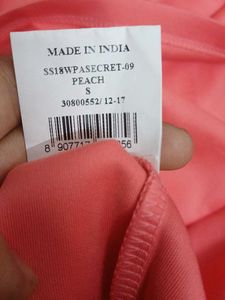 MADE IN INDIA
SS18WPASECRET-09
PEACH
S
30800552/ 12-17